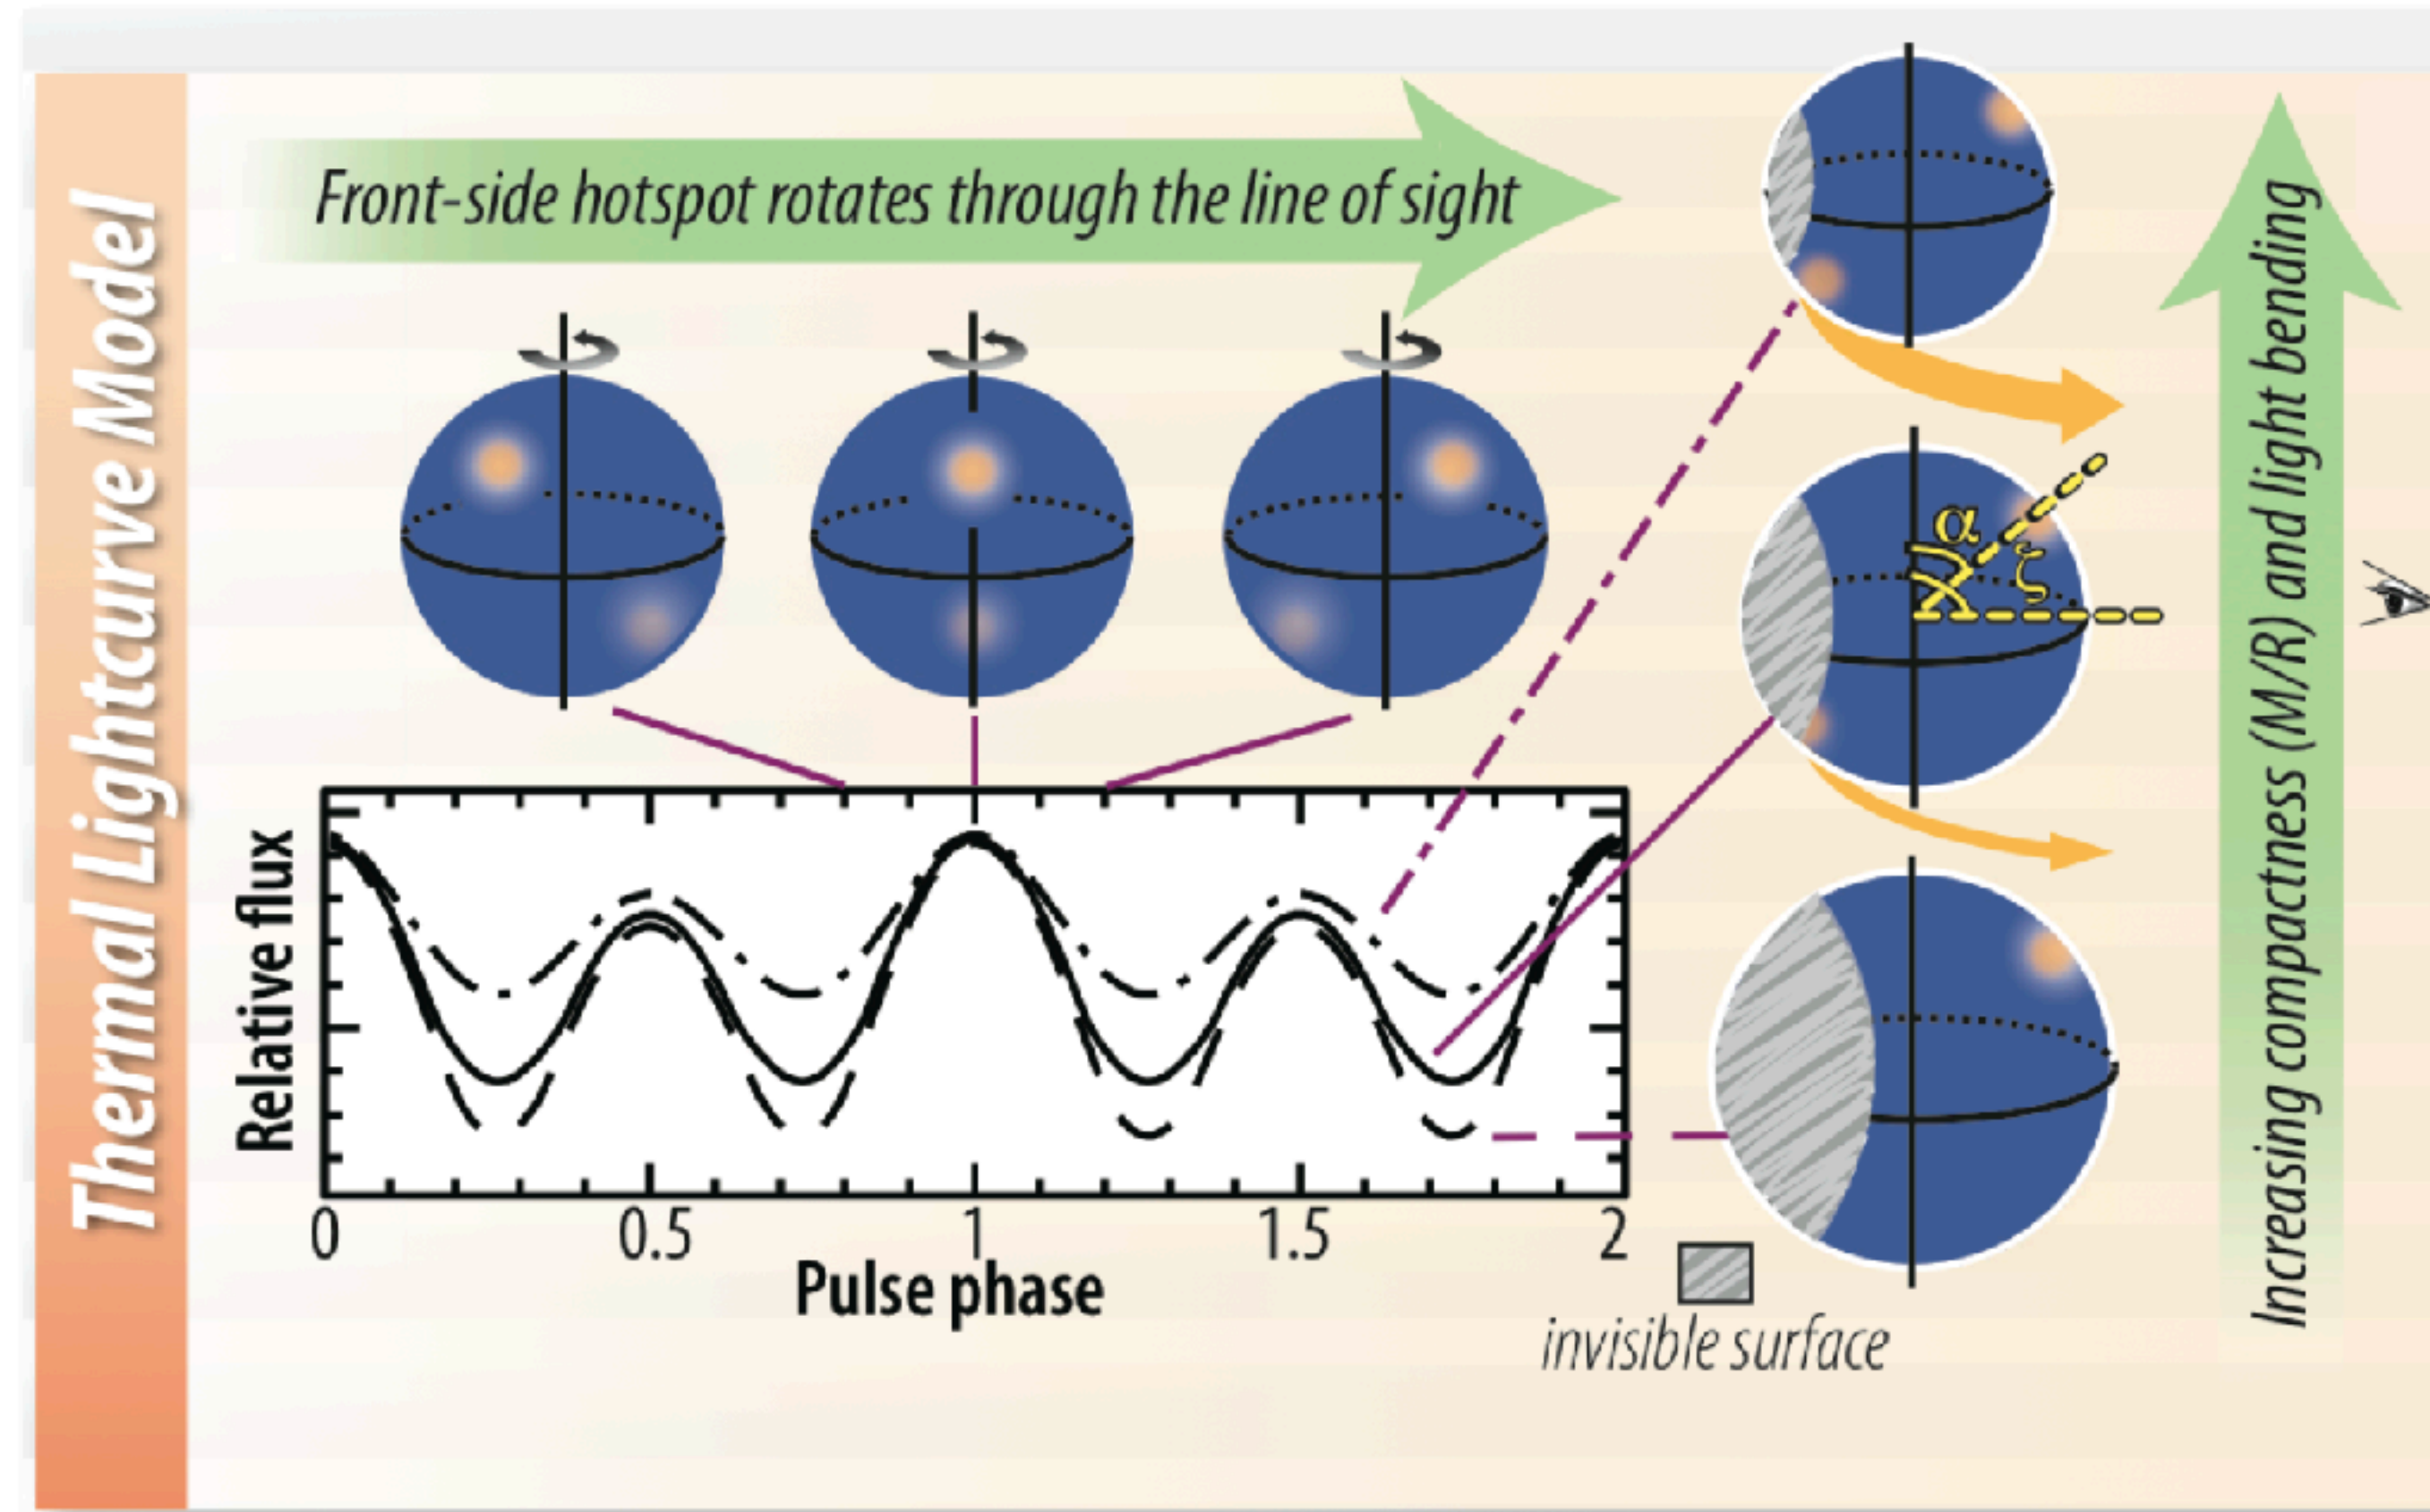 Thermal Lightcurve Model
Front-side hotspot rotates through the line of sight
Increasing compactness (M/R) and light bending
α
ζ
Relative flux
0 0.5 1 1.5 2
Pulse phase
invisible surface